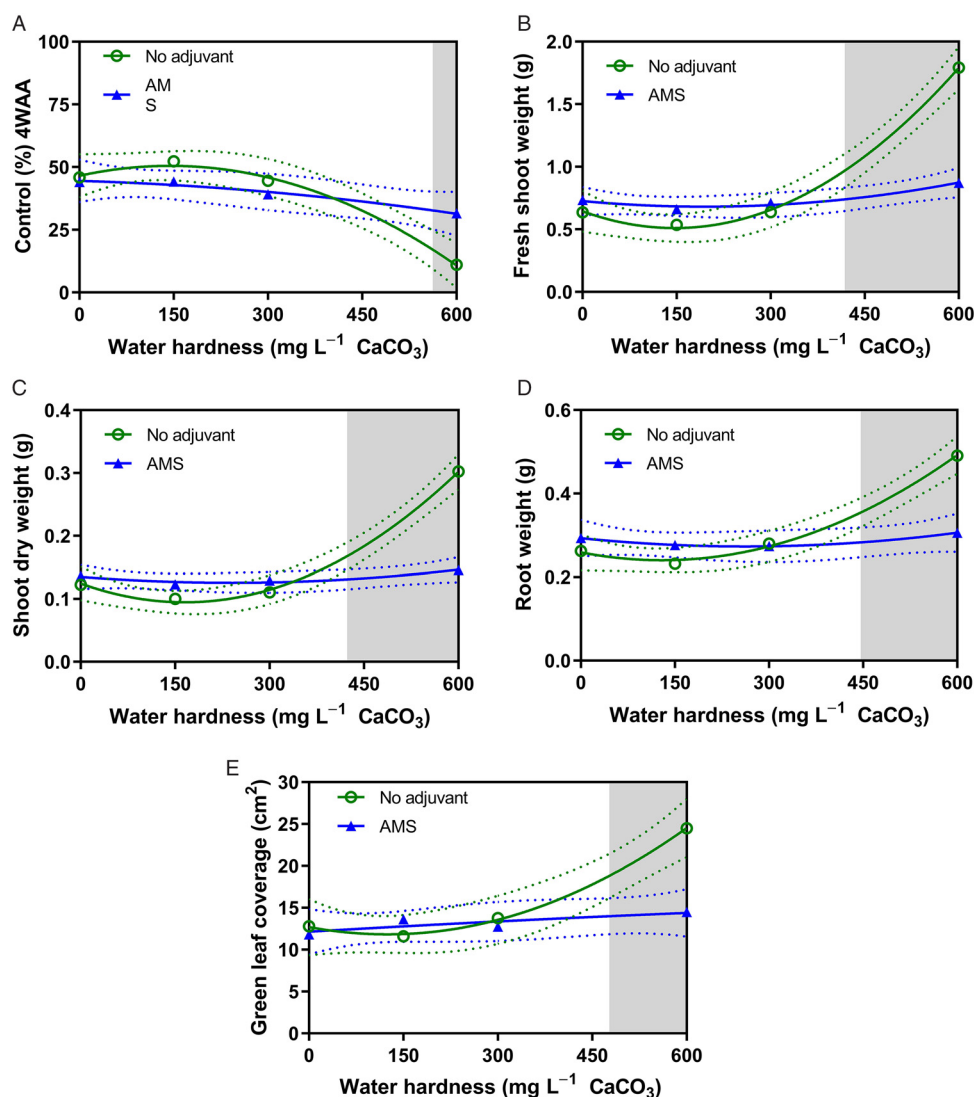 A
Control (%) 4WAA
100
75
50
25
0
No adjuvant
AM
S
0 150 300 450 600
Water hardness (mg L⁻¹ CaCO₃)
B
Fresh shoot weight (g)
2.0
1.5
1.0
0.5
0.0
No adjuvant
AMS
0 150 300 450 600
Water hardness (mg L⁻¹ CaCO₃)
C
Shoot dry weight (g)
0.4
0.3
0.2
0.1
0.0
No adjuvant
AMS
0 150 300 450 600
Water hardness (mg L⁻¹ CaCO₃)
D
Root weight (g)
0.6
0.4
0.2
0.0
No adjuvant
AMS
0 150 300 450 600
Water hardness (mg L⁻¹ CaCO₃)
E
Green leaf coverage (cm²)
30
25
20
15
10
5
0
No adjuvant
AMS
0 150 300 450 600
Water hardness (mg L⁻¹ CaCO₃)